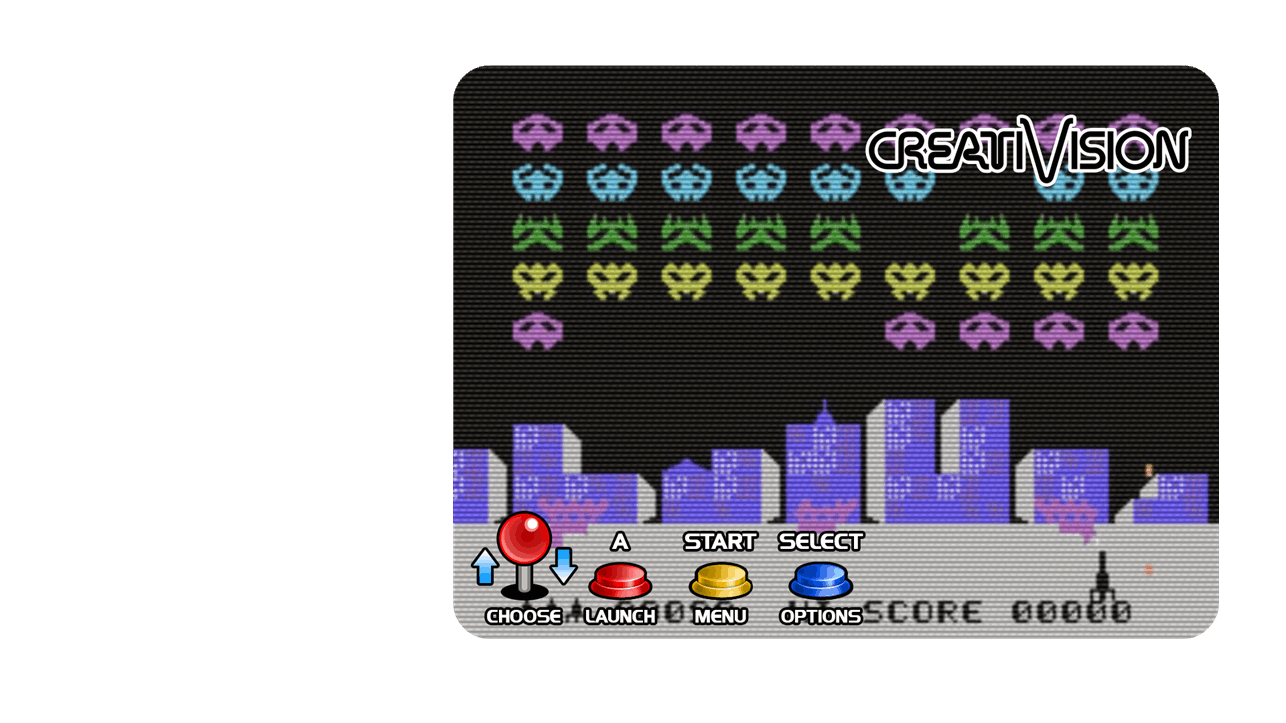 CREATIVISION
A START SELECT
SCORE 00000
CHOOSE LAUNCH MENU OPTIONS